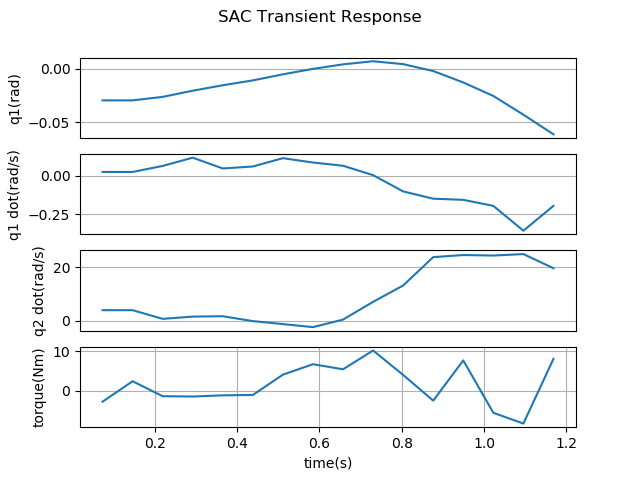 SAC Transient Response
q1(rad)
0.00
−0.05
q1 dot(rad/s)
0.00
−0.25
q2 dot(rad/s)
20
0
torque(Nm)
10
0
0.2 0.4 0.6 0.8 1.0 1.2
time(s)